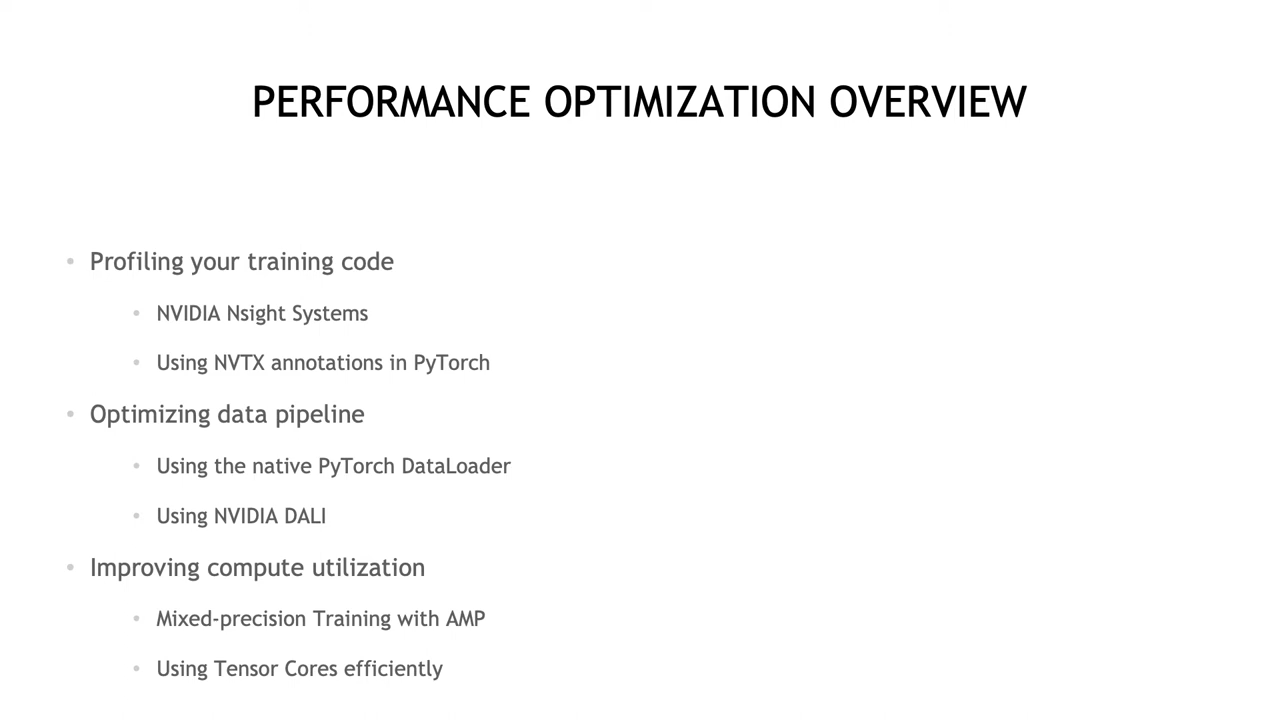 PERFORMANCE OPTIMIZATION OVERVIEW
• Profiling your training code
• NVIDIA Nsight Systems
• Using NVTX annotations in PyTorch
• Optimizing data pipeline
• Using the native PyTorch DataLoader
• Using NVIDIA DALI
• Improving compute utilization
• Mixed-precision Training with AMP
• Using Tensor Cores efficiently